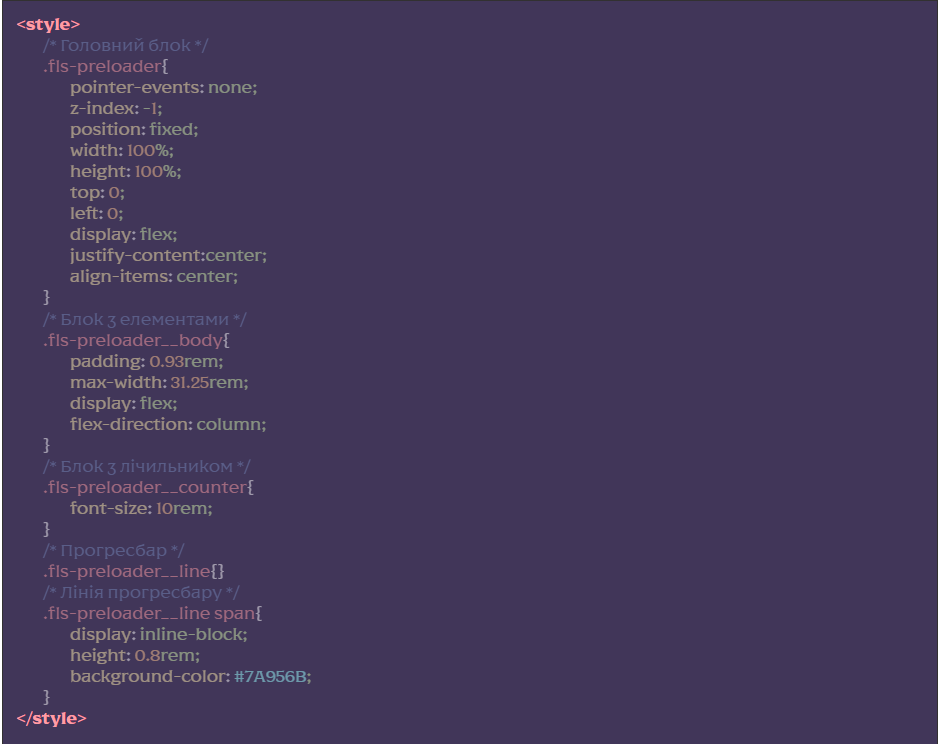 <style>
/* Головний блок */
.fls-preloader{
pointer-events: none;
z-index: -1;
position: fixed;
width: 100%;
height: 100%;
top: 0;
left: 0;
display: flex;
justify-content:center;
align-items: center;
}
/* Блок з елементами */
.fls-preloader__body{
padding: 0.93rem;
max-width: 31.25rem;
display: flex;
flex-direction: column;
}
/* Блок з лічильником */
.fls-preloader__counter{
font-size: 10rem;
}
/* Прогресбар */
.fls-preloader__line{}
/* Лінія прогресбару */
.fls-preloader__line span{
display: inline-block;
height: 0.8rem;
background-color: #7A956B;
}
</style>